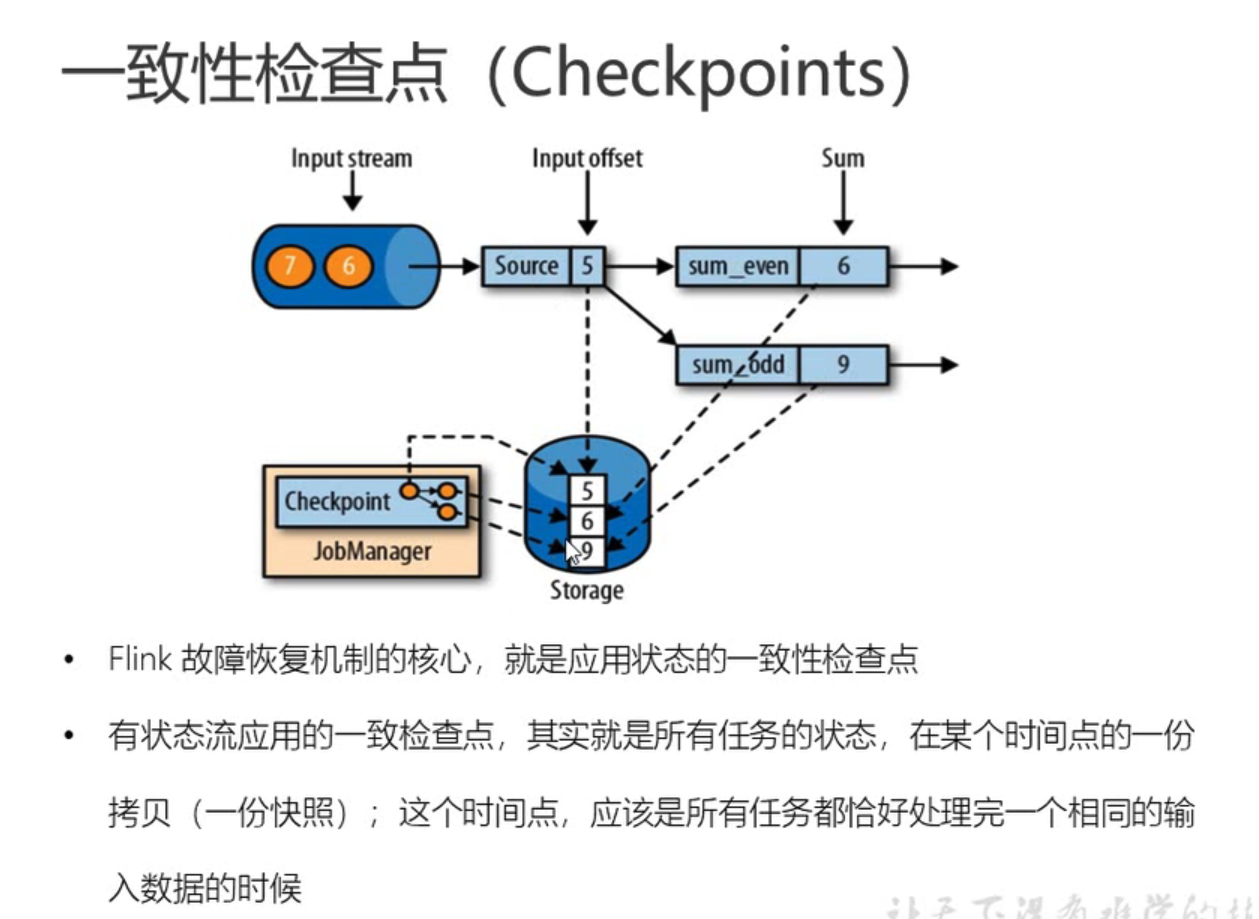 一致性检查点（Checkpoints）
Input stream
Input offset
Sum
7
6
Source
5
sum_even
6
sum_odd
9
Checkpoint
JobManager
5
6
9
Storage
• Flink 故障恢复机制的核心，就是应用状态的一致性检查点
• 有状态流应用的一致检查点，其实就是所有任务的状态，在某个时间点的一份
拷贝（一份快照）；这个时间点，应该是所有任务都恰好处理完一个相同的输
入数据的时候